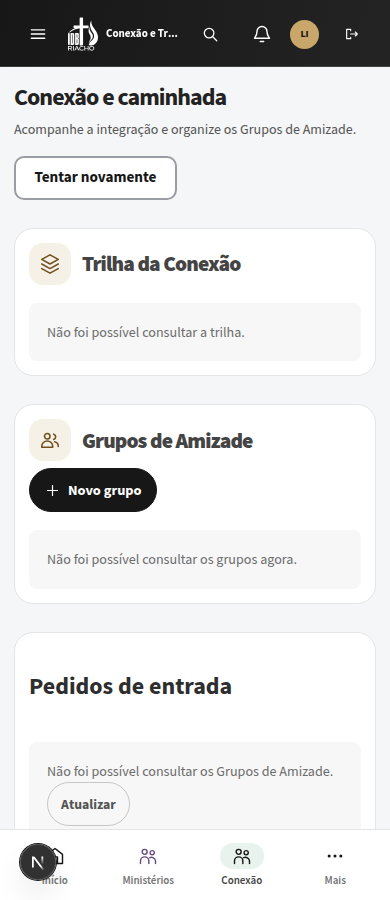 IDB
RIACHO
Conexão e Tr...
LI
Conexão e caminhada
Acompanhe a integração e organize os Grupos de Amizade.
Tentar novamente
Trilha da Conexão
Não foi possível consultar a trilha.
Grupos de Amizade
Novo grupo
Não foi possível consultar os grupos agora.
Pedidos de entrada
Não foi possível consultar os Grupos de Amizade.
Atualizar
N
Início
Ministérios
Conexão
Mais